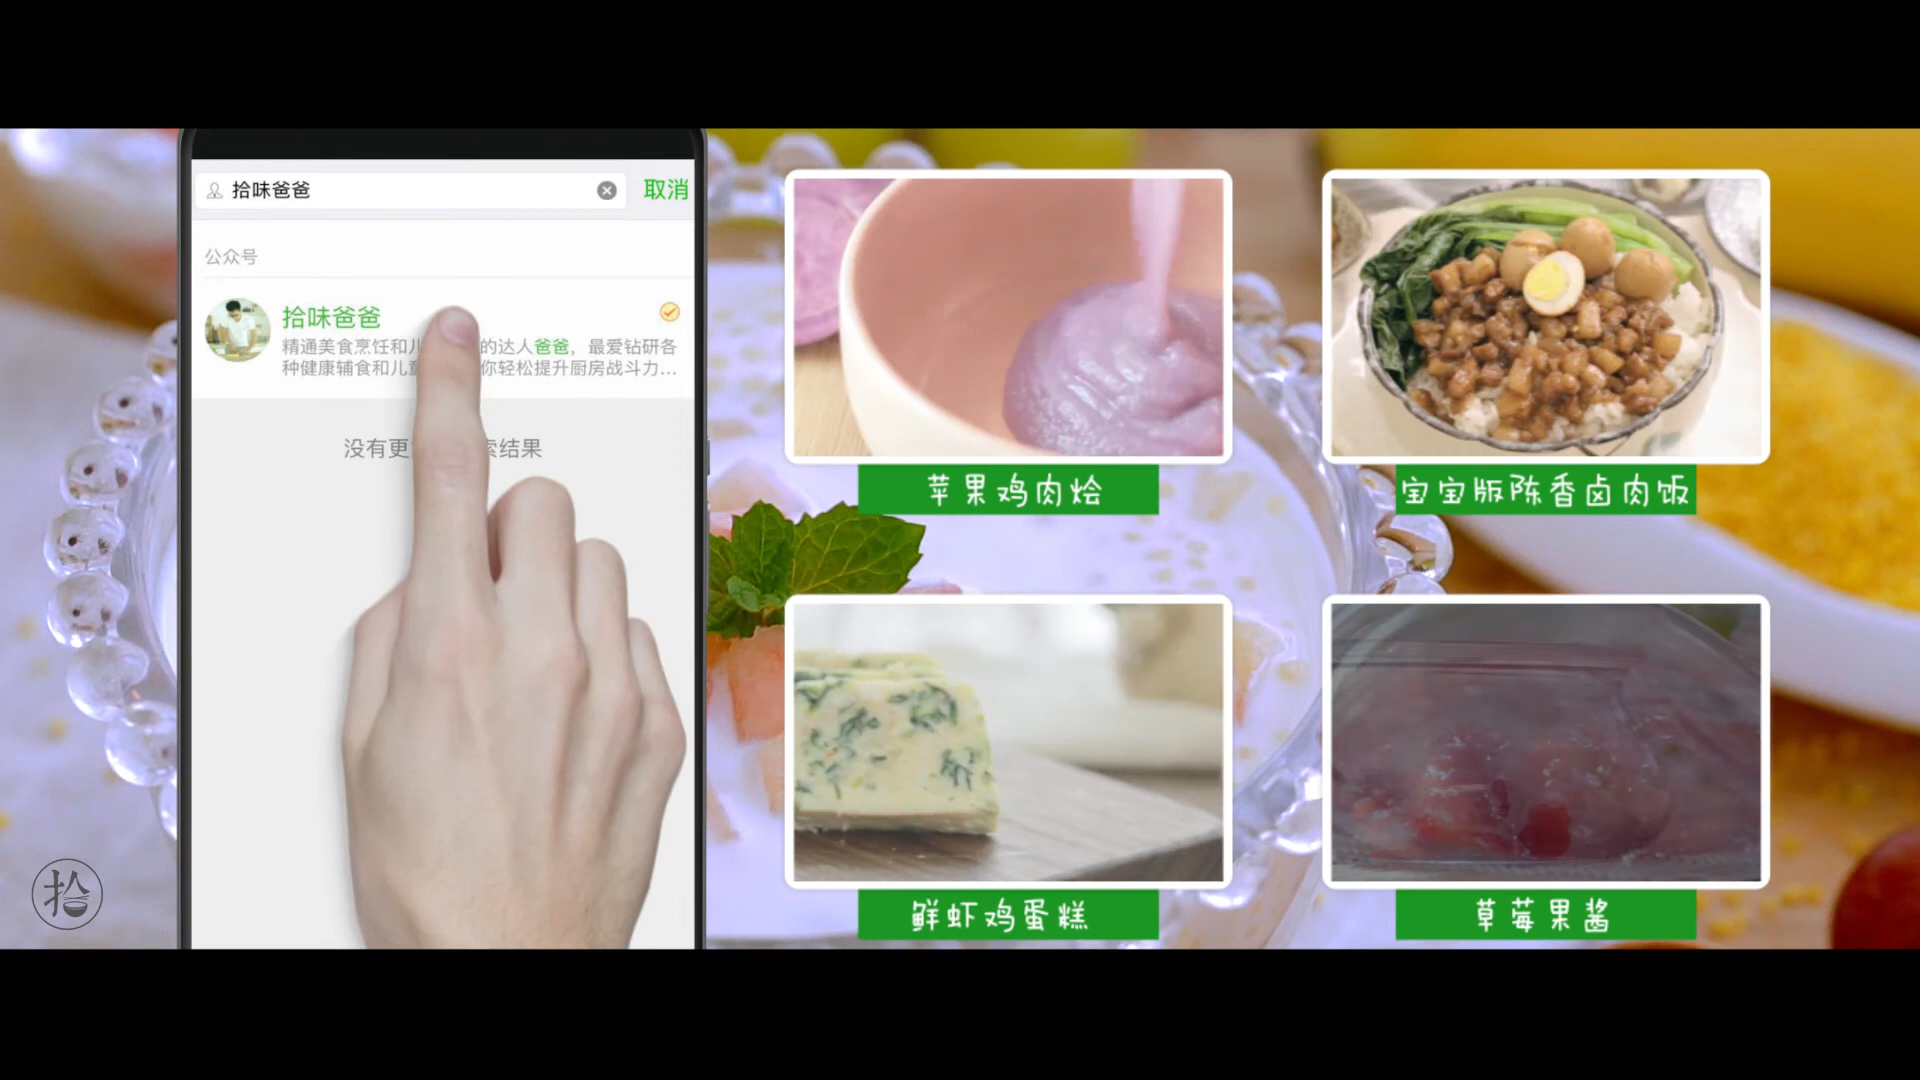 拾味爸爸
取消
公众号
拾味爸爸
精通美食烹饪和儿 的达人爸爸，最爱钻研各
种健康辅食和儿 你轻松提升厨房战斗力...
没有更 索结果
苹果鸡肉烩
宝宝版陈香卤肉饭
鲜虾鸡蛋糕
草莓果酱
拾